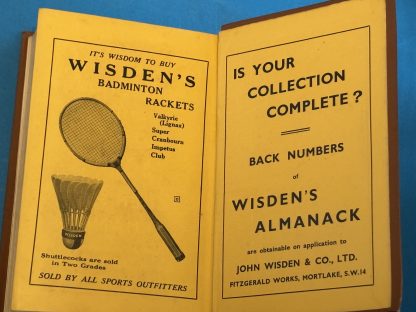 IT'S WISDOM TO BUY
WISDEN'S
BADMINTON
RACKETS
Valkyrie
(Lignax)
Super
Cranbourn
Impetus
Club
WISDEN
Shuttlecocks are sold
in Two Grades
SOLD BY ALL SPORTS OUTFITTERS
IS YOUR
COLLECTION
COMPLETE?
BACK NUMBERS
of
WISDEN'S
ALMANACK
are obtainable on application to
JOHN WISDEN & CO., LTD.
FITZGERALD WORKS, MORTLAKE, S.W.14